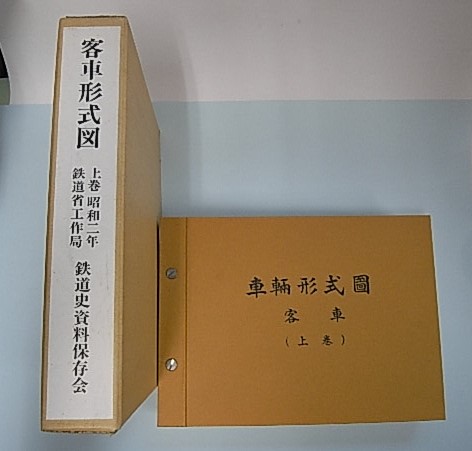 客車形式図
上巻 昭和二年
鉄道省工作局
鉄道史資料保存会
車輛形式圖
客車
(上卷)